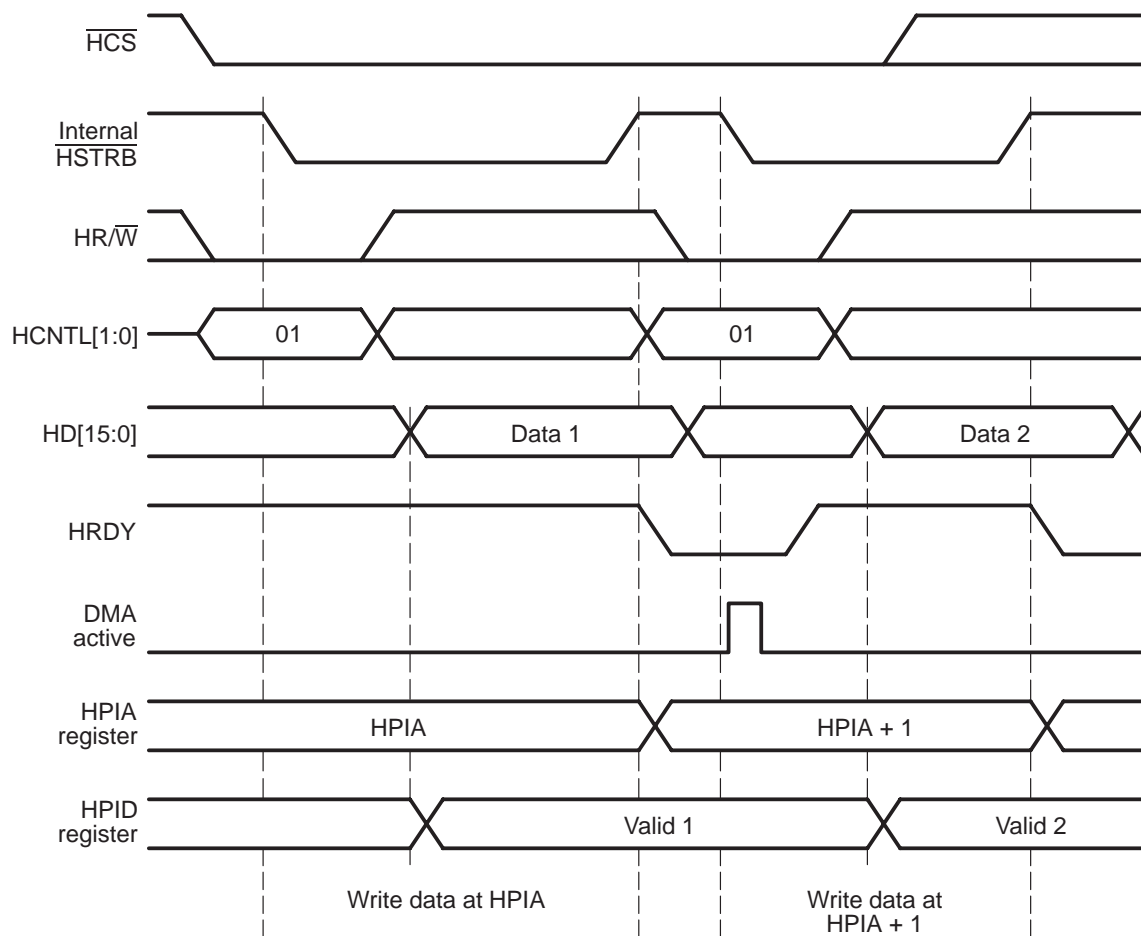 HCS
Internal
HSTRB
HR/W
HCNTL[1:0]
01
01
HD[15:0]
Data 1
Data 2
HRDY
DMA
active
HPIA
register
HPIA
HPIA + 1
HPID
register
Valid 1
Valid 2
Write data at HPIA
Write data at
HPIA + 1